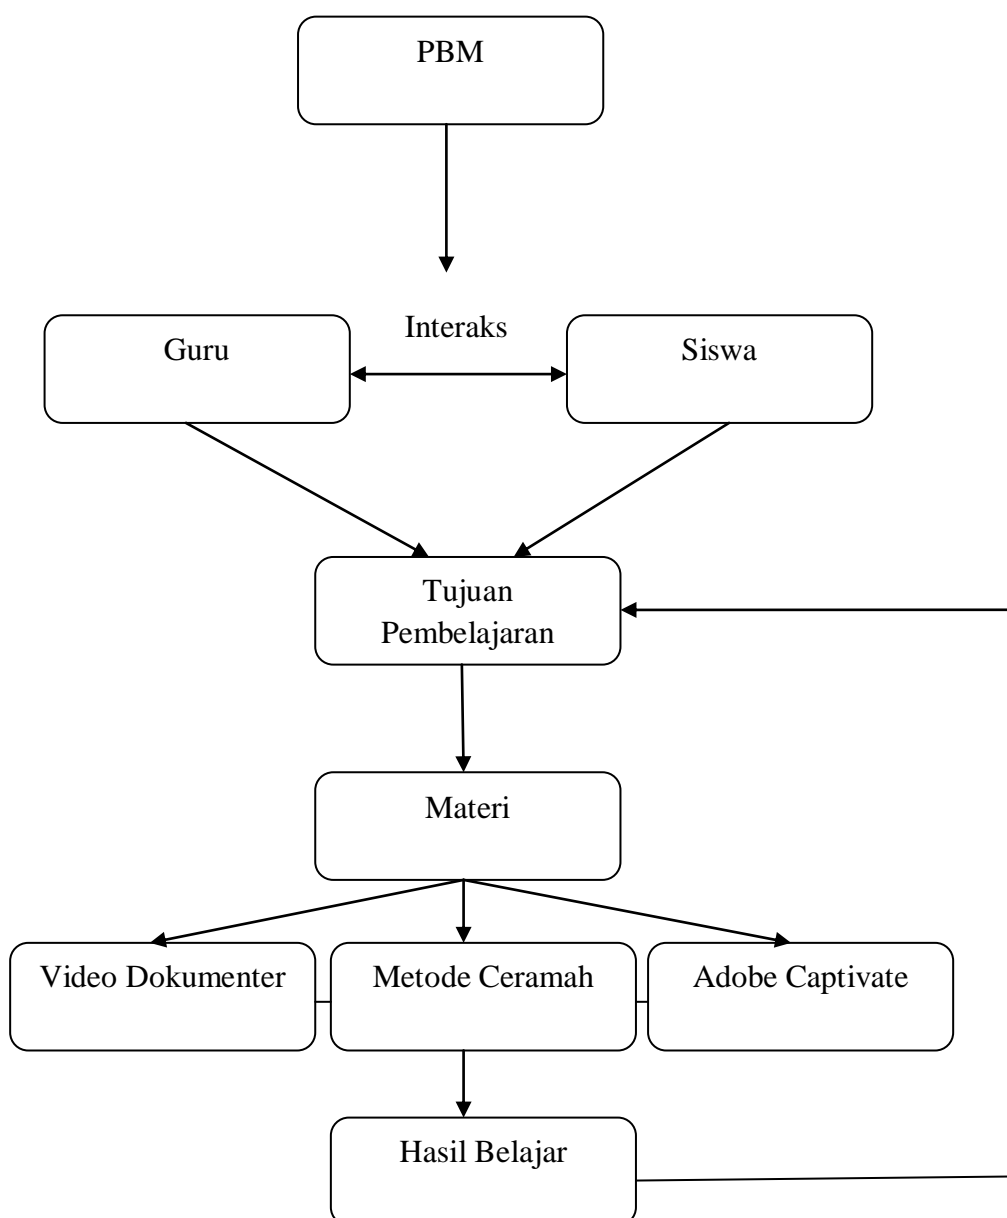 PBM
Interaks
Guru
Siswa
Tujuan
Pembelajaran
Materi
Video Dokumenter
Metode Ceramah
Adobe Captivate
Hasil Belajar